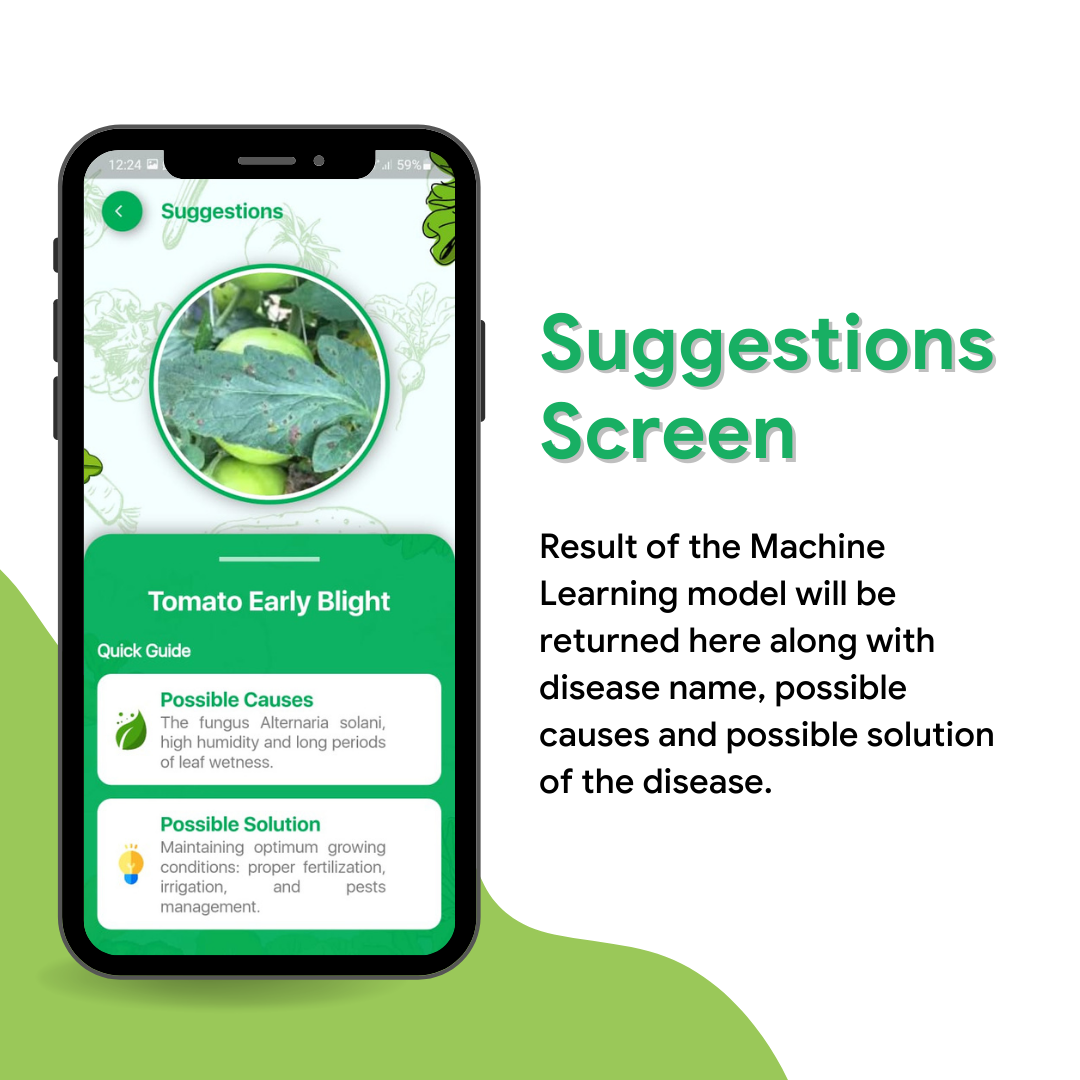 12:24
59%
Suggestions
Tomato Early Blight
Quick Guide
Possible Causes
The fungus Alternaria solani,
high humidity and long periods
of leaf wetness.
Possible Solution
Maintaining optimum growing
conditions: proper fertilization,
irrigation, and pests
management.
Suggestions
Screen
Result of the Machine
Learning model will be
returned here along with
disease name, possible
causes and possible solution
of the disease.